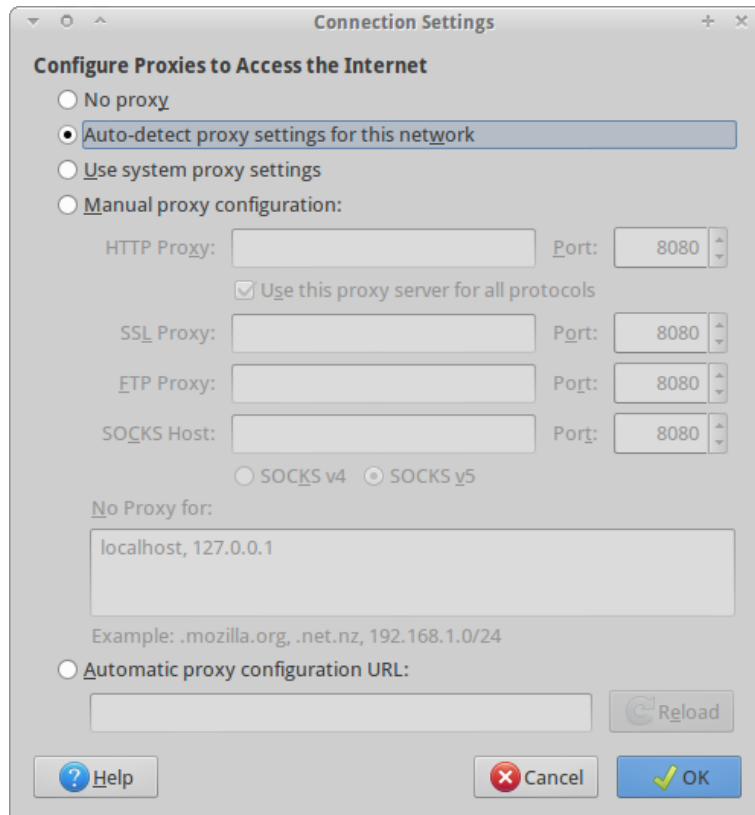 Connection Settings
Configure Proxies to Access the Internet
No proxy
Auto-detect proxy settings for this network
Use system proxy settings
Manual proxy configuration:
HTTP Proxy: Port: 8080
Use this proxy server for all protocols
SSL Proxy: Port: 8080
FTP Proxy: Port: 8080
SOCKS Host: Port: 8080
SOCKS v4 SOCKS v5
No Proxy for:
localhost, 127.0.0.1
Example: .mozilla.org, .net.nz, 192.168.1.0/24
Automatic proxy configuration URL:
Reload
Help Cancel OK